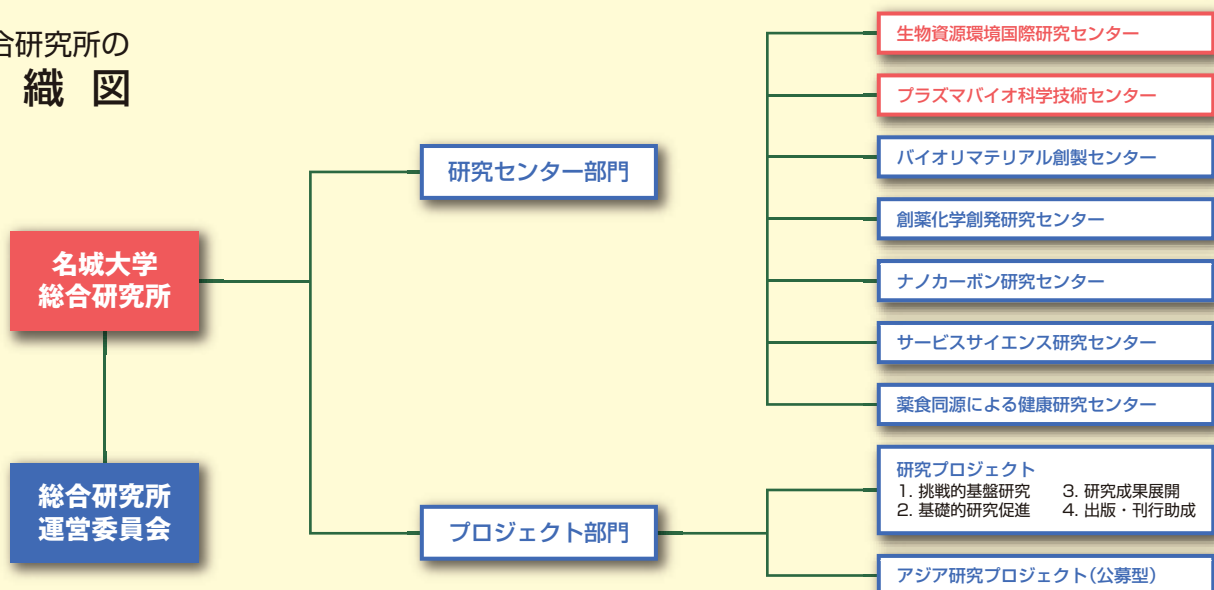 合研究所の
織 図
名城大学
総合研究所
総合研究所
運営委員会
研究センター部門
プロジェクト部門
生物資源環境国際研究センター
プラズマバイオ科学技術センター
バイオリマテリアル創製センター
創薬化学創発研究センター
ナノカーボン研究センター
サービスサイエンス研究センター
薬食同源による健康研究センター
研究プロジェクト
1. 挑戦的基盤研究 3. 研究成果展開
2. 基礎的研究促進 4. 出版・刊行助成
アジア研究プロジェクト(公募型)